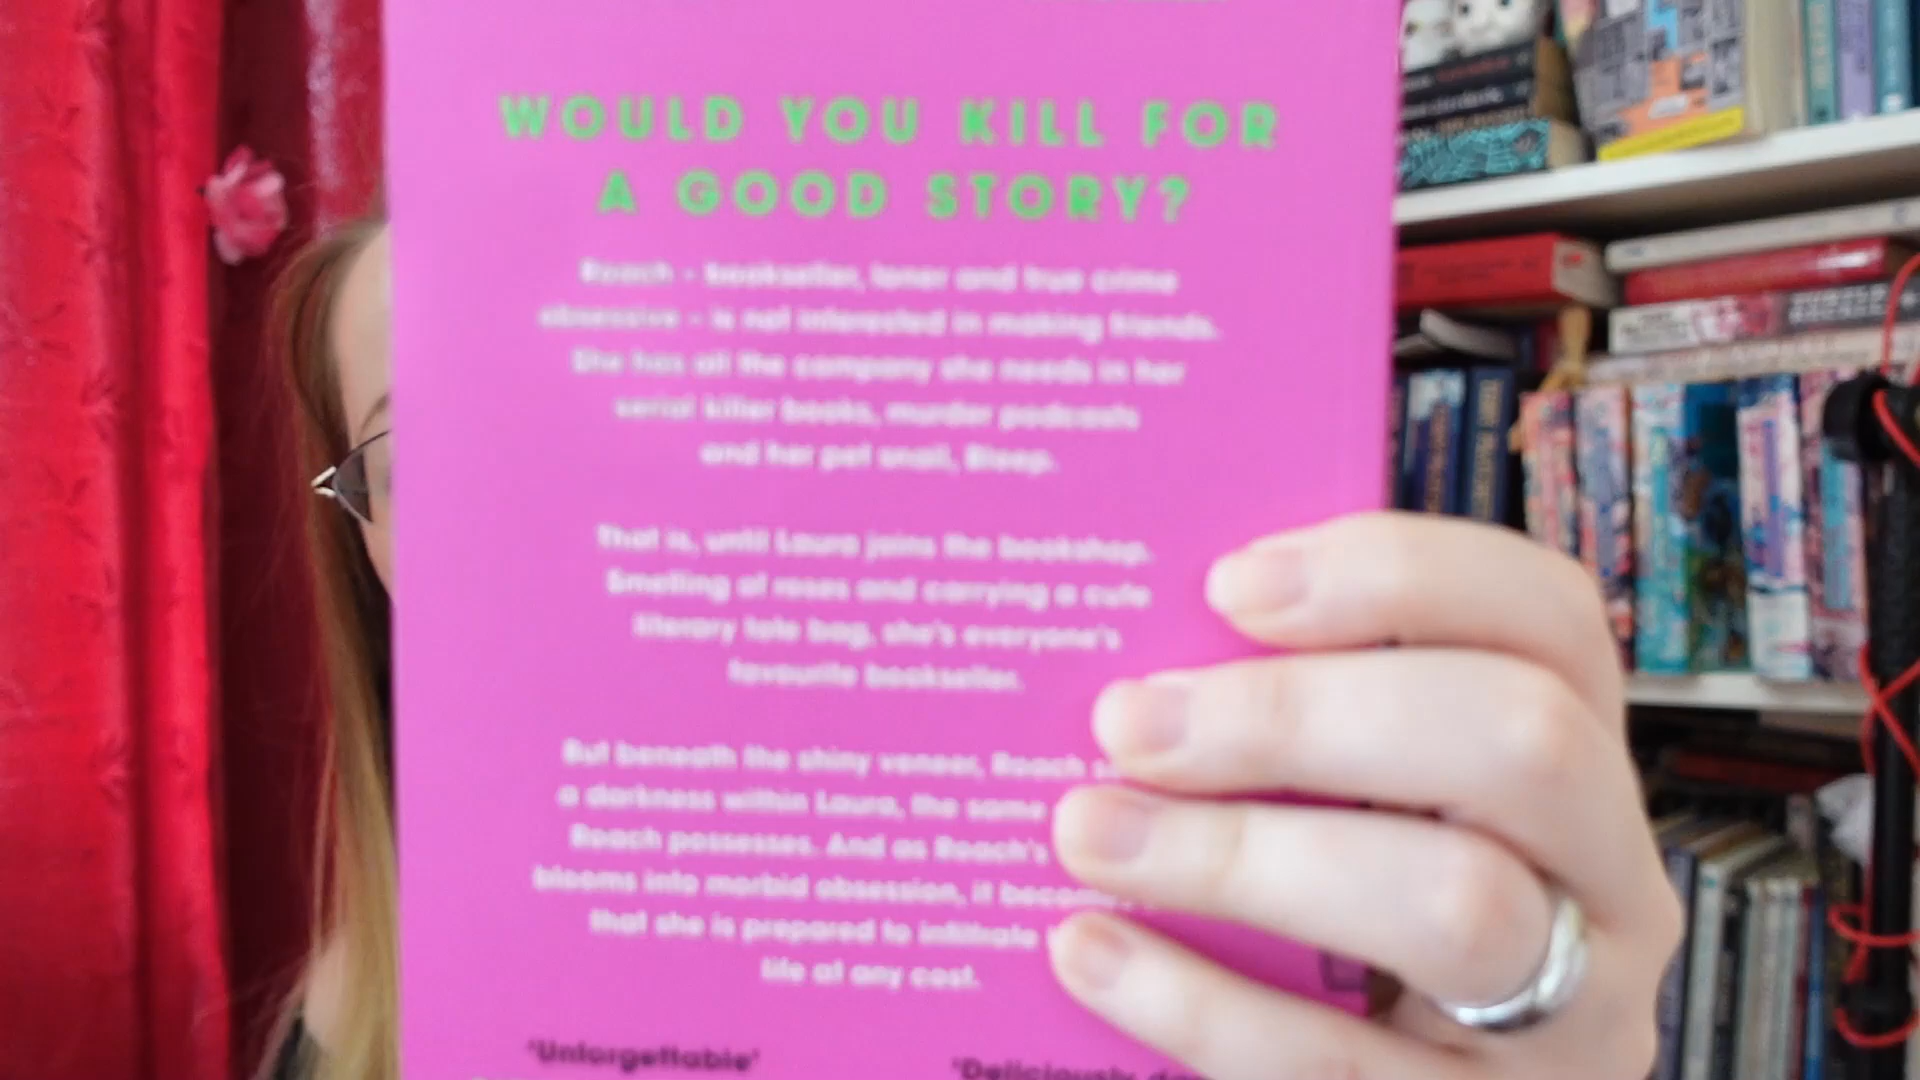 WOULD YOU KILL FOR
A GOOD STORY?
Roach - bookseller, loner and true crime
obsessive - is not interested in making friends.
She has all the company she needs in her
serial killer books, murder podcasts
and her pet snail, Bleep.
That is, until Laura joins the bookshop.
Smelling of roses and carrying a cute
literary tote bag, she's everyone's
favourite bookseller.
But beneath the shiny veneer, Roach
a darkness within Laura, the same
Roach possesses. And as Roach's
blooms into morbid obsession, it becomes
that she is prepared to infiltrate
life at any cost.
'Unforgettable'
'Deliciously